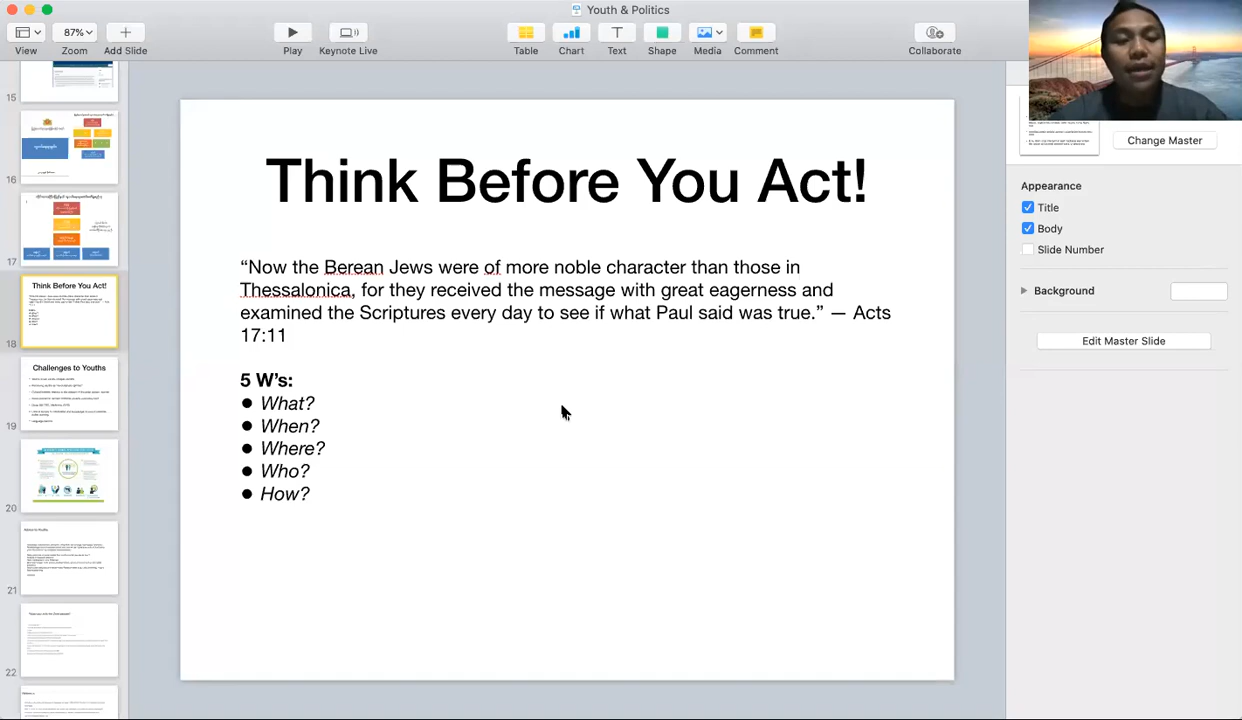 Youth & Politics
87%
View
Zoom
Add Slide
Play
Keynote Live
Table
Chart
Text
Shape
Media
Comment
Collaborate
15
16
17
18
Think Before You Act!
19
Challenges to Youths
20
21
22
Think Before You Act!
“Now the Berean Jews were of more noble character than those in
Thessalonica, for they received the message with great eagerness and
examined the Scriptures every day to see if what Paul said was true.” — Acts
17:11
5 W’s:
● What?
● When?
● Where?
● Who?
● How?
Change Master
Appearance
Title
Body
Slide Number
Background
Edit Master Slide